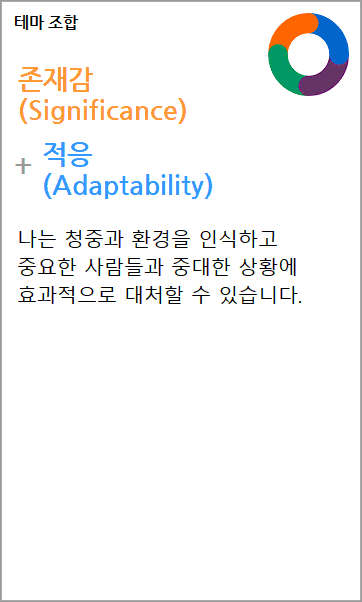 테마 조합
존재감
(Significance)
+ 적응
(Adaptability)
나는 청중과 환경을 인식하고
중요한 사람들과 중대한 상황에
효과적으로 대처할 수 있습니다.